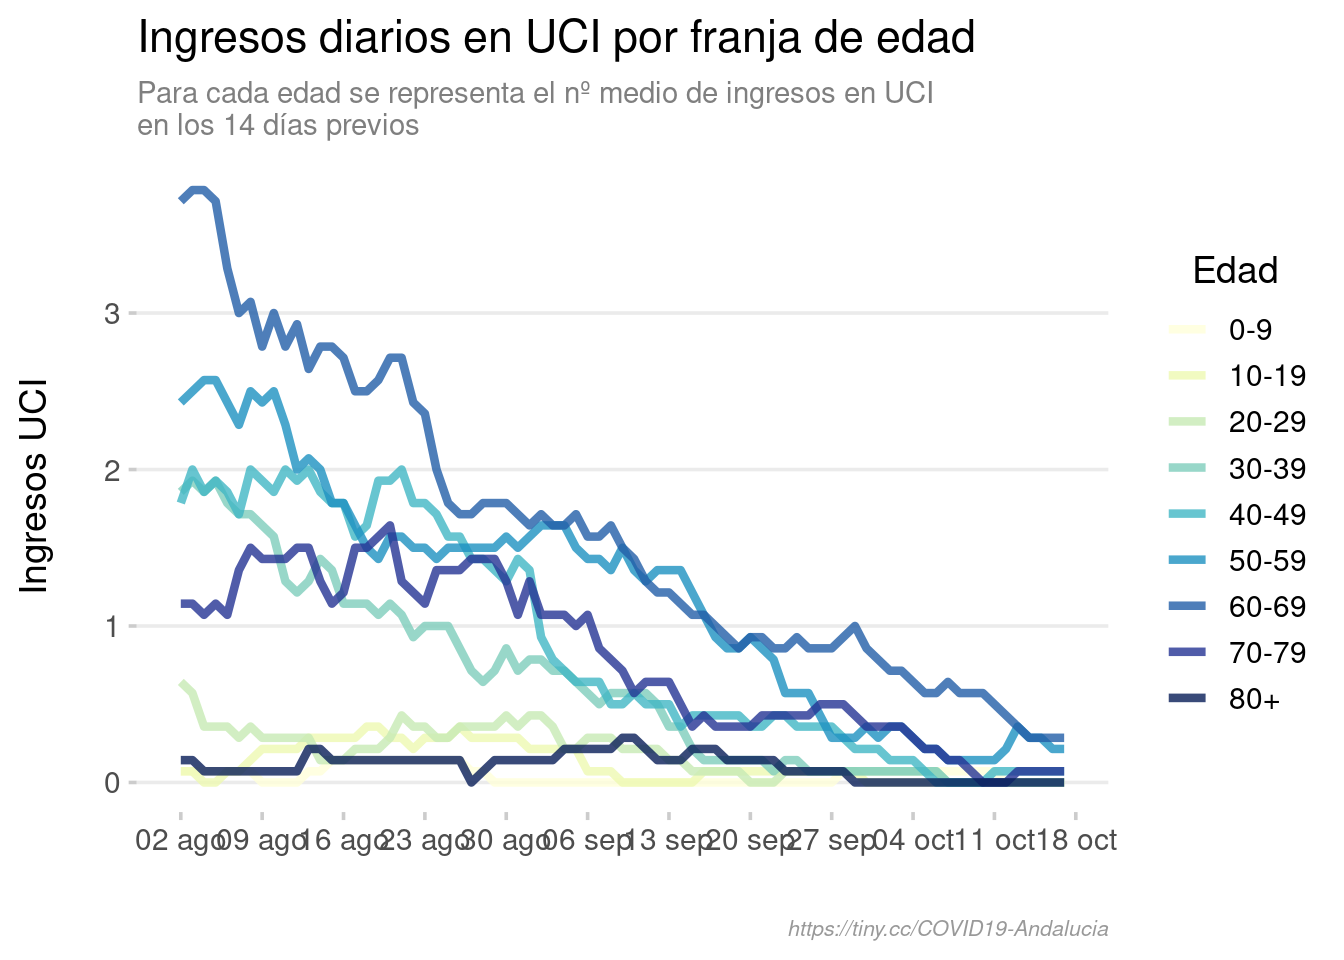 Ingresos diarios en UCI por franja de edad
Para cada edad se representa el nº medio de ingresos en UCI
en los 14 días previos
Ingresos UCI
3
2
1
0
02 ago 09 ago 16 ago 23 ago 30 ago 06 sep 13 sep 20 sep 27 sep 04 oct 11 oct 18 oct
Edad
0-9
10-19
20-29
30-39
40-49
50-59
60-69
70-79
80+
https://tiny.cc/COVID19-Andalucia